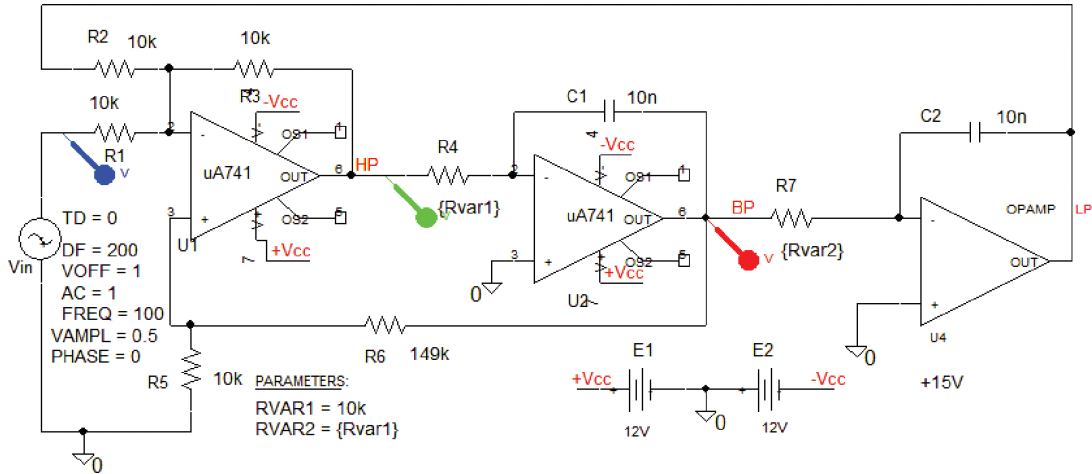 R2
10k
10k
R3
4
-Vcc
10k
R1
2
-
V-
OS1
1
uA741
OUT
6
HP
OS2
5
3
+
V+
U1
7
+Vcc
V
TD = 0
DF = 200
VOFF = 1
AC = 1
FREQ = 100
VAMPL = 0.5
PHASE = 0
Vin
R4
{Rvar1}
V
C1
10n
4
-Vcc
2
-
V-
OS1
1
uA741
OUT
6
BP
OS2
5
3
+
V+
+Vcc
U2
7
0
V
R7
{Rvar2}
C2
10n
OPAMP
LP
-
OUT
+
U4
0
+15V
R6
149k
R5
10k
0
PARAMETERS:
RVAR1 = 10k
RVAR2 = {Rvar1}
E1
E2
+Vcc
+
+
-Vcc
0
12V
12V